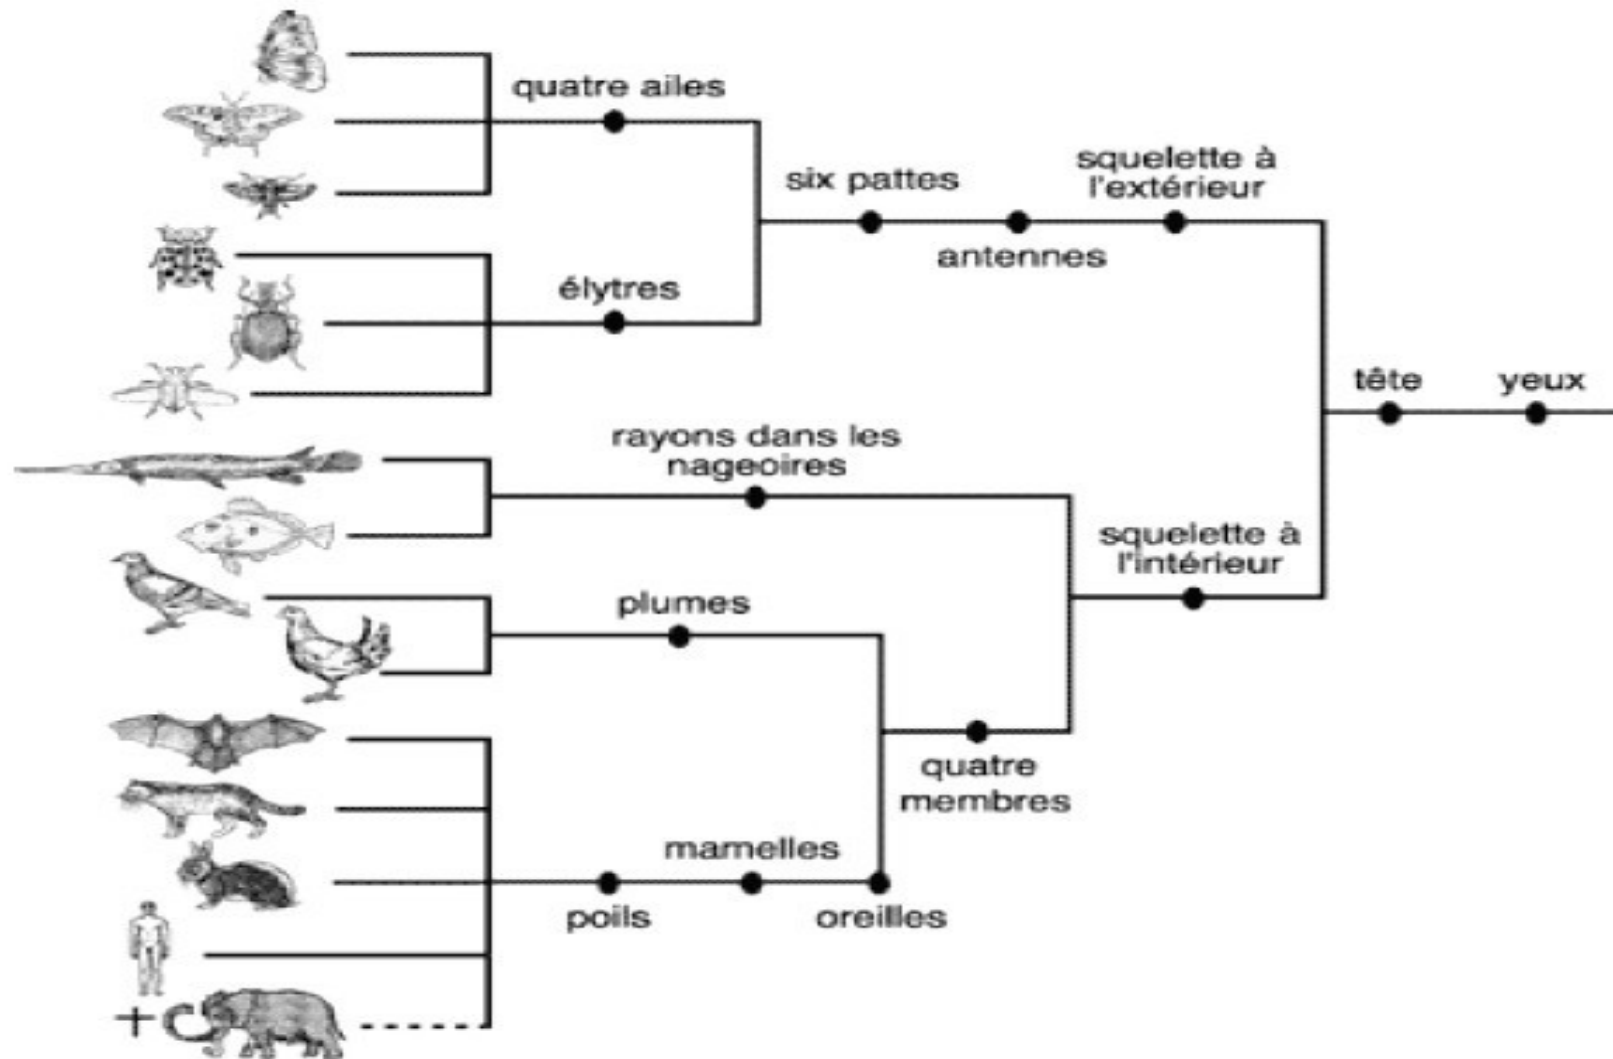 quatre ailes
six pattes
squelette à
l'extérieur
antennes
élytres
tête
yeux
rayons dans les
nageoires
squelette à
l'intérieur
plumes
quatre
membres
mamelles
poils
oreilles
+